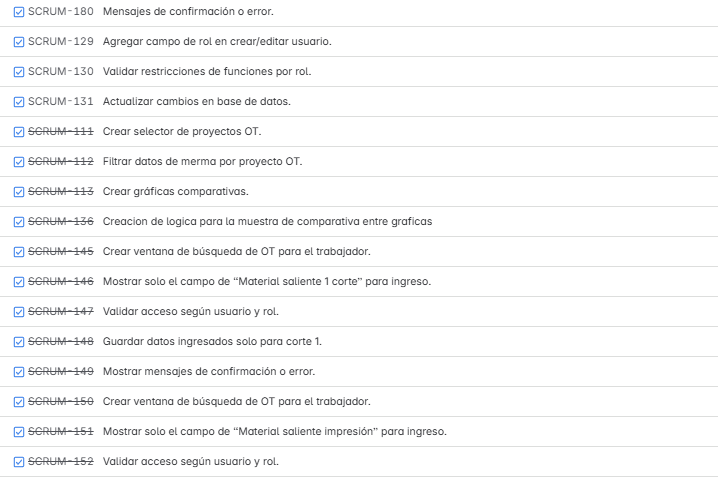 SCRUM-180 Mensajes de confirmación o error.
SCRUM-129 Agregar campo de rol en crear/editar usuario.
SCRUM-130 Validar restricciones de funciones por rol.
SCRUM-131 Actualizar cambios en base de datos.
SCRUM-111 Crear selector de proyectos OT.
SCRUM-112 Filtrar datos de merma por proyecto OT.
SCRUM-113 Crear gráficas comparativas.
SCRUM-136 Creacion de logica para la muestra de comparativa entre graficas
SCRUM-145 Crear ventana de búsqueda de OT para el trabajador.
SCRUM-146 Mostrar solo el campo de “Material saliente 1 corte” para ingreso.
SCRUM-147 Validar acceso según usuario y rol.
SCRUM-148 Guardar datos ingresados solo para corte 1.
SCRUM-149 Mostrar mensajes de confirmación o error.
SCRUM-150 Crear ventana de búsqueda de OT para el trabajador.
SCRUM-151 Mostrar solo el campo de “Material saliente impresión” para ingreso.
SCRUM-152 Validar acceso según usuario y rol.